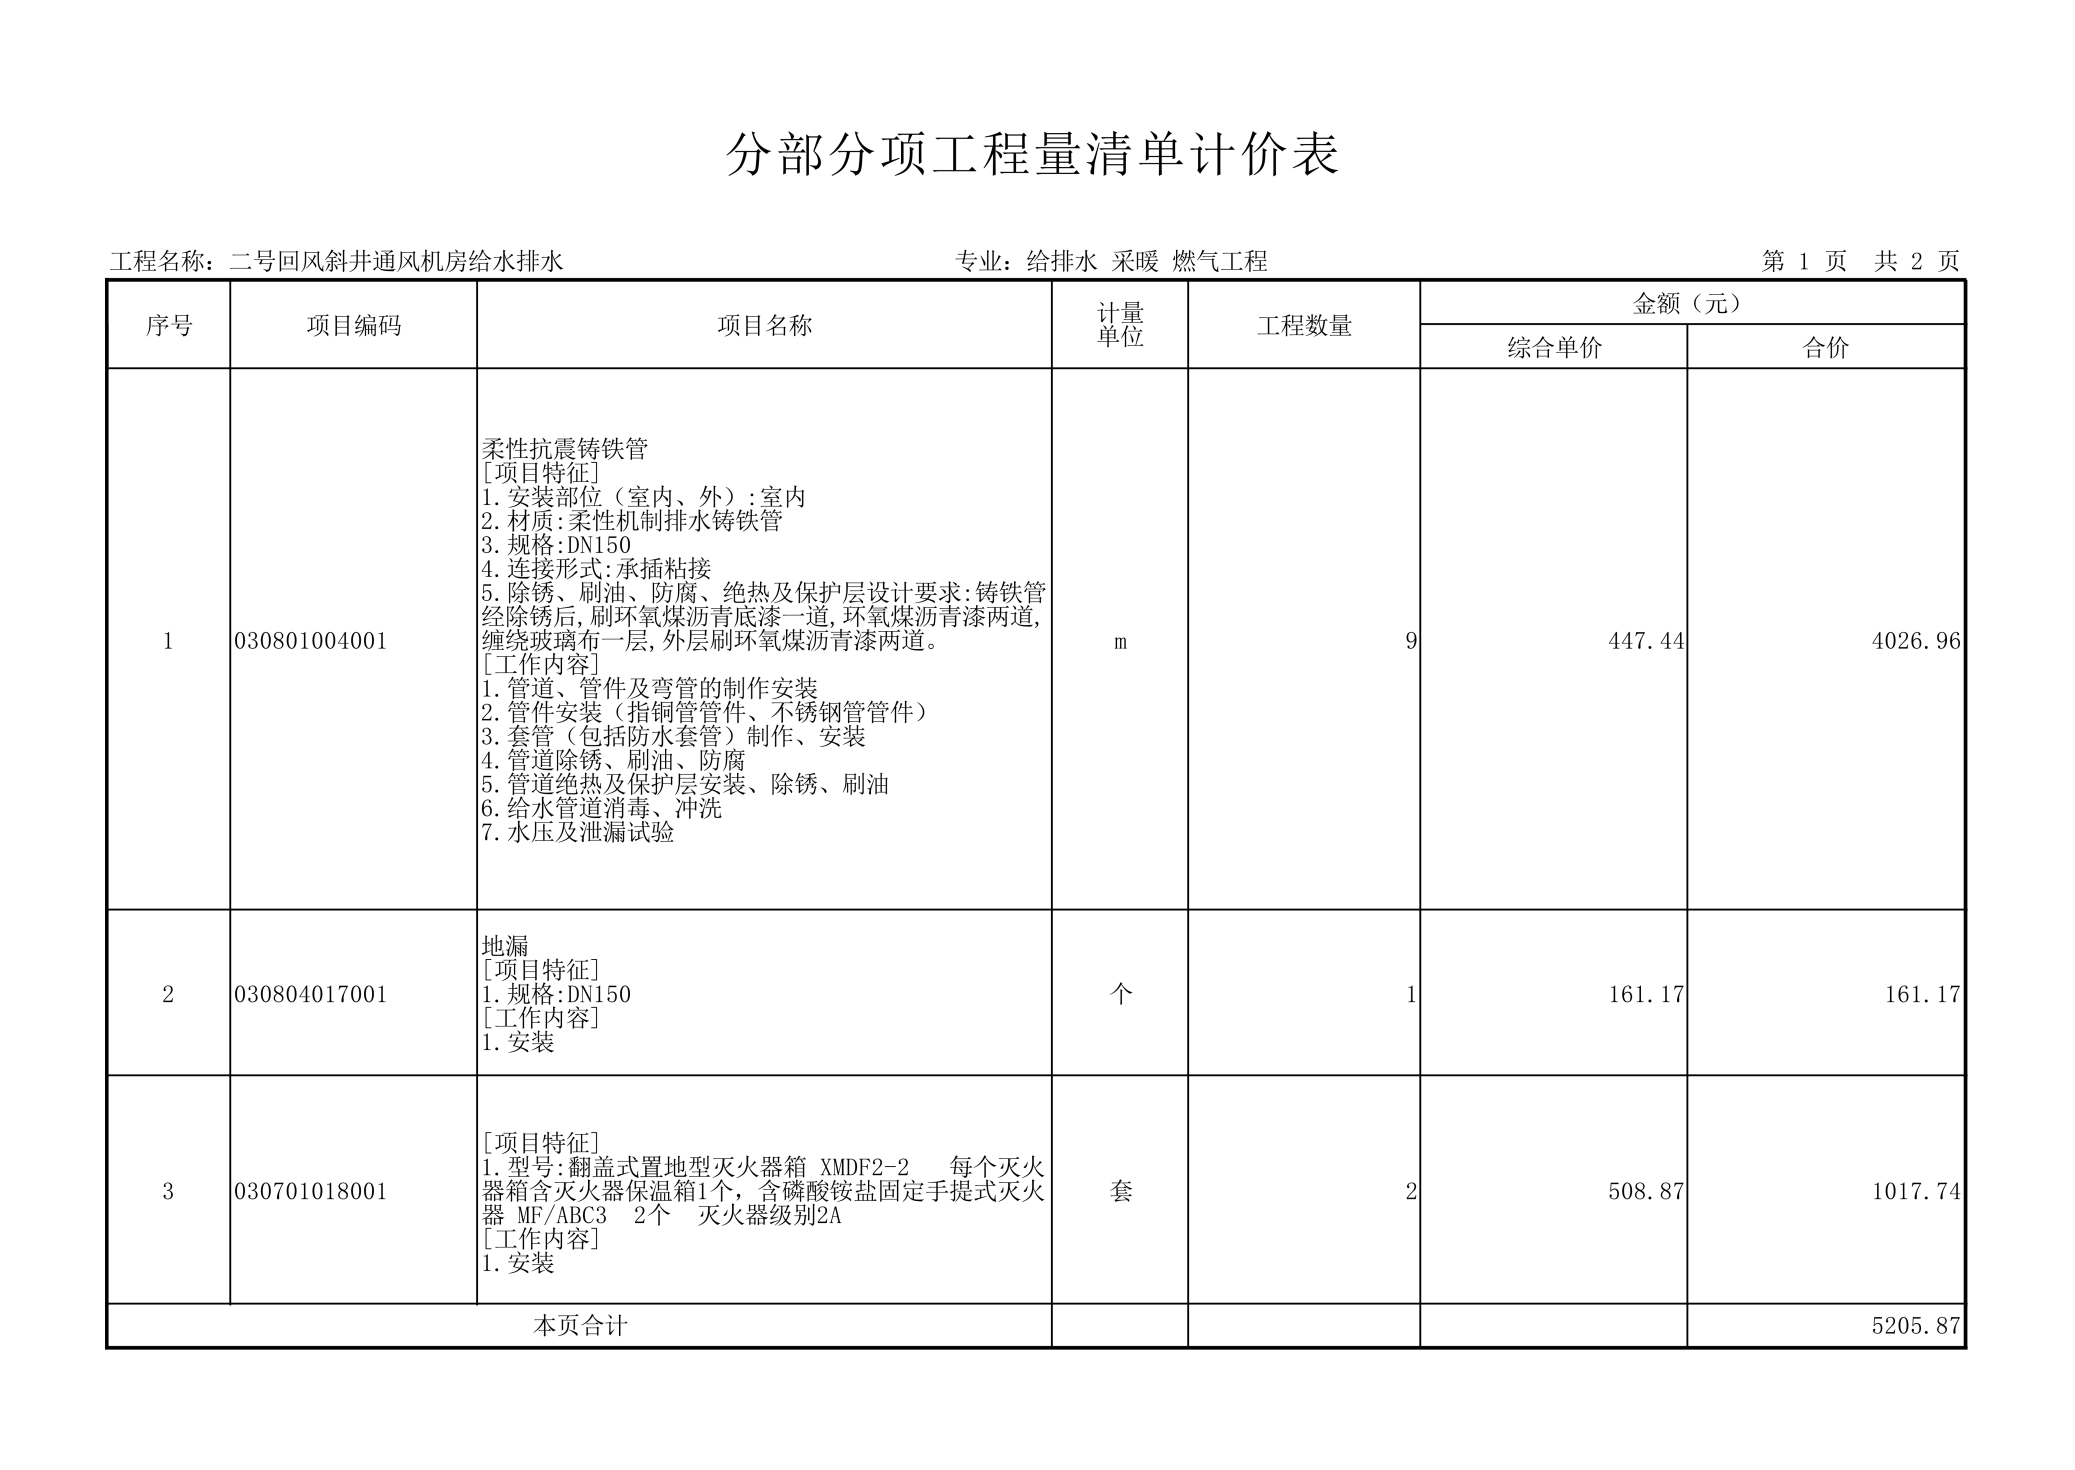 分部分项工程量清单计价表
工程名称：二号回风斜井通风机房给水排水 专业：给排水 采暖 燃气工程 第 1 页 共 2 页
序号 项目编码 项目名称 计量 工程数量 金额（元）
单位
综合单价 合价
柔性抗震铸铁管
[项目特征]
1.安装部位（室内、外）:室内
2.材质:柔性机制排水铸铁管
3.规格:DN150
4.连接形式:承插粘接
5.除锈、刷油、防腐、绝热及保护层设计要求:铸铁管
经除锈后,刷环氧煤沥青底漆一道,环氧煤沥青漆两道,
1 030801004001 缠绕玻璃布一层,外层刷环氧煤沥青漆两道。 m 9 447.44 4026.96
[工作内容]
1.管道、管件及弯管的制作安装
2.管件安装（指铜管管件、不锈钢管管件）
3.套管（包括防水套管）制作、安装
4.管道除锈、刷油、防腐
5.管道绝热及保护层安装、除锈、刷油
6.给水管道消毒、冲洗
7.水压及泄漏试验
地漏
[项目特征]
2 030804017001 1.规格:DN150 个 1 161.17 161.17
[工作内容]
1.安装
[项目特征]
1.型号:翻盖式置地型灭火器箱 XMDF2-2 每个灭火
3 030701018001 器箱含灭火器保温箱1个，含磷酸铵盐固定手提式灭火 套 2 508.87 1017.74
器 MF/ABC3 2个 灭火器级别2A
[工作内容]
1.安装
本页合计 5205.87